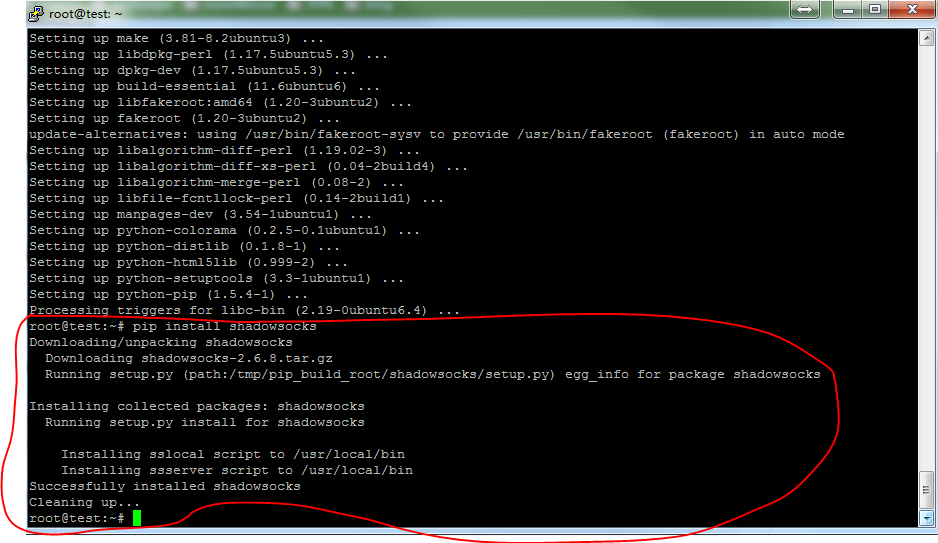 root@test: ~
Setting up make (3.81-8.2ubuntu3) ...
Setting up libdpkg-perl (1.17.5ubuntu5.3) ...
Setting up dpkg-dev (1.17.5ubuntu5.3) ...
Setting up build-essential (11.6ubuntu6) ...
Setting up libfakeroot:amd64 (1.20-3ubuntu2) ...
Setting up fakeroot (1.20-3ubuntu2) ...
update-alternatives: using /usr/bin/fakeroot-sysv to provide /usr/bin/fakeroot (fakeroot) in auto mode
Setting up libalgorithm-diff-perl (1.19.02-3) ...
Setting up libalgorithm-diff-xs-perl (0.04-2build4) ...
Setting up libalgorithm-merge-perl (0.08-2) ...
Setting up libfile-fcntllock-perl (0.14-2build1) ...
Setting up manpages-dev (3.54-1ubuntu1) ...
Setting up python-colorama (0.2.5-0.1ubuntu1) ...
Setting up python-distlib (0.1.8-1) ...
Setting up python-html5lib (0.999-2) ...
Setting up python-setuptools (3.3-1ubuntu1) ...
Setting up python-pip (1.5.4-1) ...
Processing triggers for libc-bin (2.19-0ubuntu6.4) ...
root@test:~# pip install shadowsocks
Downloading/unpacking shadowsocks
  Downloading shadowsocks-2.6.8.tar.gz
  Running setup.py (path:/tmp/pip_build_root/shadowsocks/setup.py) egg_info for package shadowsocks
Installing collected packages: shadowsocks
  Running setup.py install for shadowsocks
    Installing sslocal script to /usr/local/bin
    Installing ssserver script to /usr/local/bin
Successfully installed shadowsocks
Cleaning up...
root@test:~#